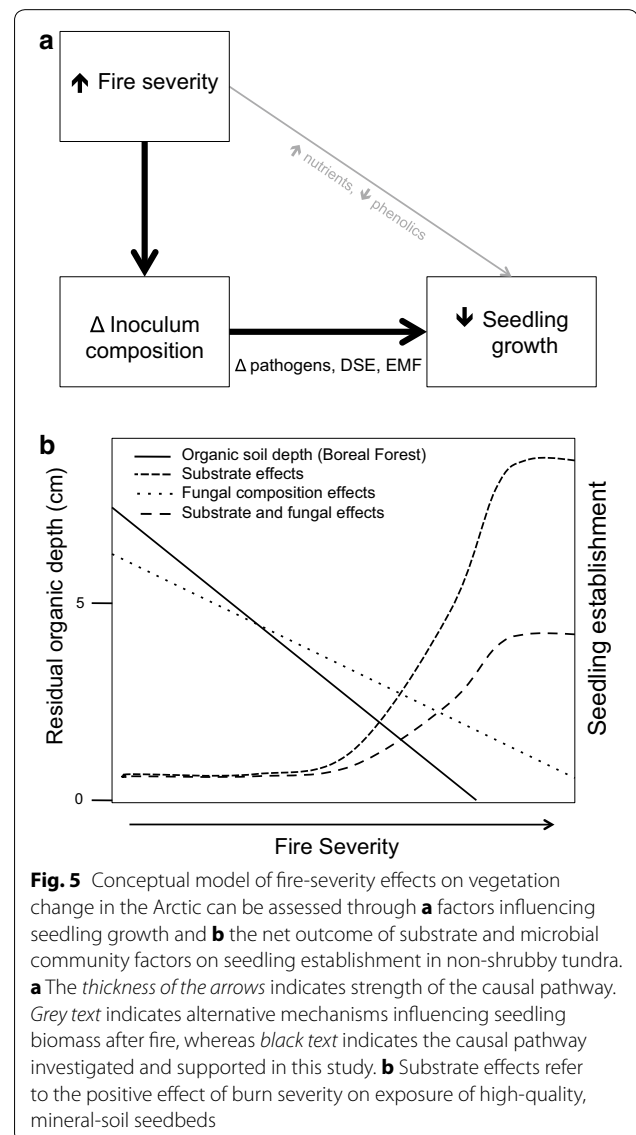 a
↑ Fire severity
↑ nutrients, ↓ phenolics
Δ Inoculum
composition
Δ pathogens, DSE, EMF
↓ Seedling
growth
b
Organic soil depth (Boreal Forest)
Substrate effects
Fungal composition effects
Substrate and fungal effects
Residual organic depth (cm)
5
0
Seedling establishment
Fire Severity
Fig. 5 Conceptual model of fire-severity effects on vegetation
change in the Arctic can be assessed through a factors influencing
seedling growth and b the net outcome of substrate and microbial
community factors on seedling establishment in non-shrubby tundra.
a The thickness of the arrows indicates strength of the causal pathway.
Grey text indicates alternative mechanisms influencing seedling
biomass after fire, whereas black text indicates the causal pathway
investigated and supported in this study. b Substrate effects refer
to the positive effect of burn severity on exposure of high-quality,
mineral-soil seedbeds